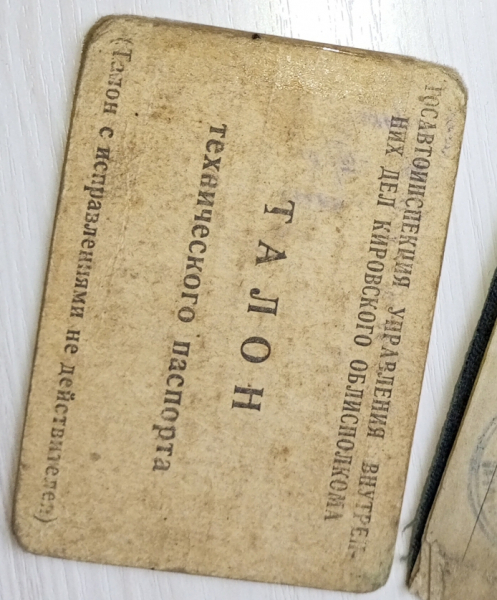 ГОСАВТОИНСПЕКЦИЯ УПРАВЛЕНИЯ ВНУТРЕН-
НИХ ДЕЛ КИРОВСКОГО ОБЛИСПОЛКОМА
ТАЛОН
технического паспорта
(Талон с исправлениями не действителен)